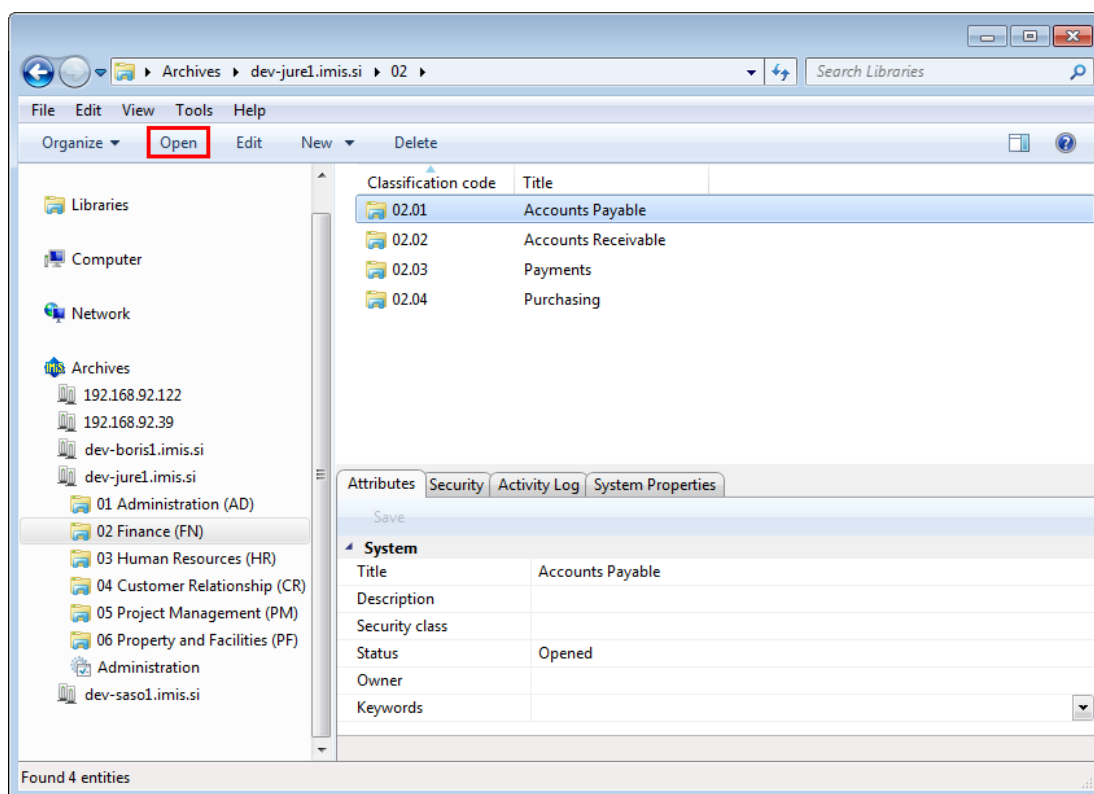 Archives dev-jure1.imis.si 02 Search Libraries
File Edit View Tools Help
Organize Open Edit New Delete
Libraries
Computer
Network
Archives
192.168.92.122
192.168.92.39
dev-boris1.imis.si
dev-jure1.imis.si
01 Administration (AD)
02 Finance (FN)
03 Human Resources (HR)
04 Customer Relationship (CR)
05 Project Management (PM)
06 Property and Facilities (PF)
Administration
dev-saso1.imis.si
Classification code Title
02.01 Accounts Payable
02.02 Accounts Receivable
02.03 Payments
02.04 Purchasing
Attributes Security Activity Log System Properties
Save
System
Title Accounts Payable
Description
Security class
Status Opened
Owner
Keywords
Found 4 entities